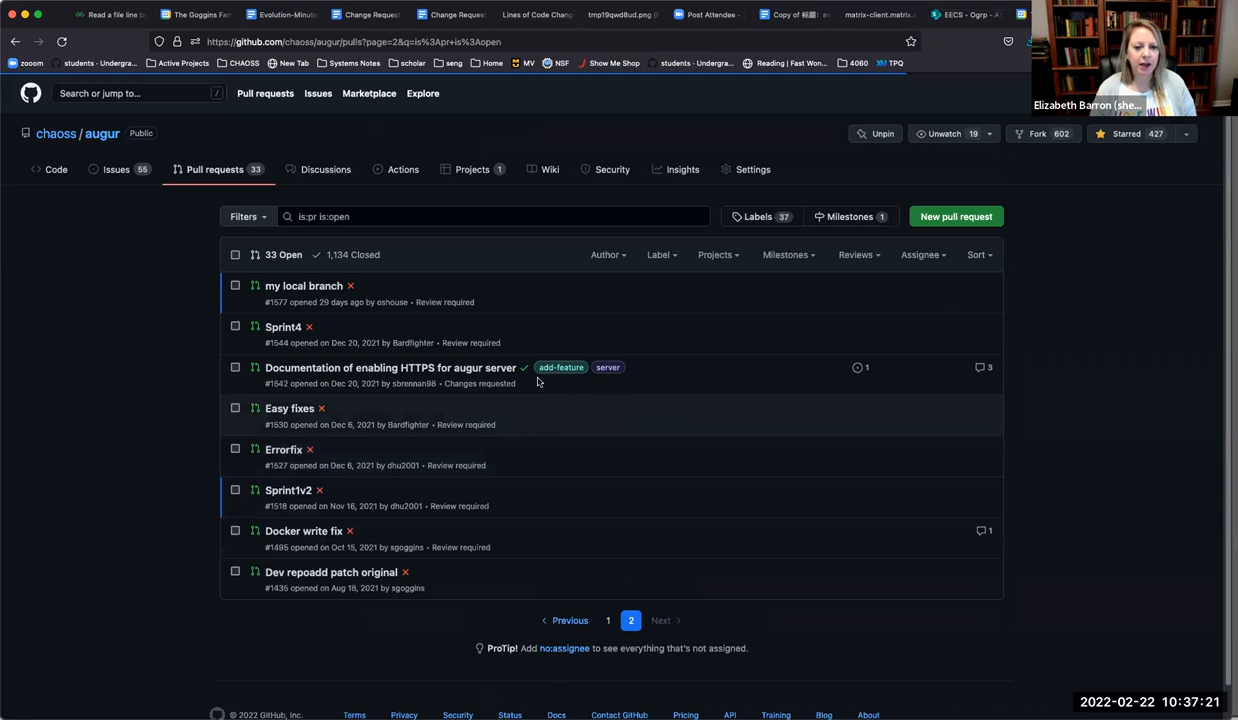 Read a file line b
The Goggins Fam
Evolution-Minute
Change Request
Change Request
Lines of Code Chang
tmp19qwd8ud.png (
Post Attendee -
Copy of 标题: m
matrix-client.matrix.c
EECS - Ogrp - A
https://github.com/chaoss/augur/pulls?page=2&q=is%3Apr+is%3Aopen
zooom
students - Undergra...
Active Projects
CHAOSS
New Tab
Systems Notes
scholar
seng
Home
MV
NSF
Show Me Shop
students - Undergra...
Reading | Fast Won...
4060
TPQ
Elizabeth Barron (she...
Search or jump to...
/
Pull requests
Issues
Marketplace
Explore
chaoss / augur
Public
Unpin
Unwatch 19
Fork 602
Starred 427
Code
Issues 55
Pull requests 33
Discussions
Actions
Projects 1
Wiki
Security
Insights
Settings
Filters
is:pr is:open
Labels 37
Milestones 1
New pull request
33 Open
1,134 Closed
Author
Label
Projects
Milestones
Reviews
Assignee
Sort
my local branch
#1577 opened 29 days ago by oshouse • Review required
Sprint4
#1544 opened on Dec 20, 2021 by Bardfighter • Review required
Documentation of enabling HTTPS for augur server add-feature server 1 3
#1542 opened on Dec 20, 2021 by sbrennan98 • Changes requested
Easy fixes
#1530 opened on Dec 6, 2021 by Bardfighter • Review required
Errorfix
#1527 opened on Dec 6, 2021 by dhu2001 • Review required
Sprint1v2
#1518 opened on Nov 16, 2021 by dhu2001 • Review required
Docker write fix 1
#1495 opened on Oct 15, 2021 by sgoggins • Review required
Dev repoadd patch original
#1435 opened on Aug 18, 2021 by sgoggins
Previous 1 2 Next
ProTip! Add no:assignee to see everything that's not assigned.
2022-02-22 10:37:21
© 2022 GitHub, Inc.
Terms
Privacy
Security
Status
Docs
Contact GitHub
Pricing
API
Training
Blog
About